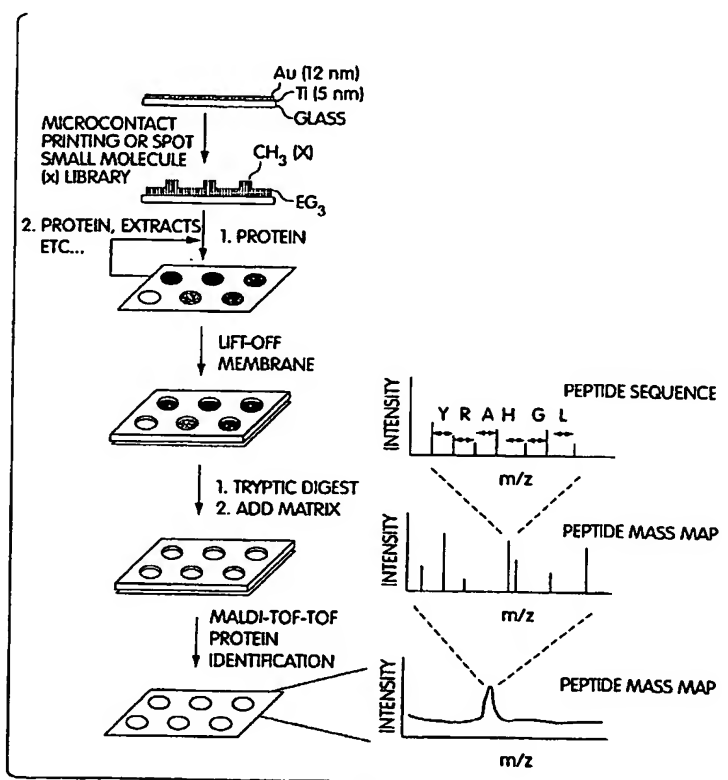 Au (12 nm)
Ti (5 nm)
GLASS
MICROCONTACT
PRINTING OR SPOT
SMALL MOLECULE
(x) LIBRARY
CH3 (X)
EG3
2. PROTEIN, EXTRACTS
ETC...
1. PROTEIN
LIFT-OFF
MEMBRANE
1. TRYPTIC DIGEST
2. ADD MATRIX
MALDI-TOF-TOF
PROTEIN
IDENTIFICATION
INTENSITY
PEPTIDE SEQUENCE
Y R A H G L
m/z
INTENSITY
PEPTIDE MASS MAP
m/z
INTENSITY
PEPTIDE MASS MAP
m/z